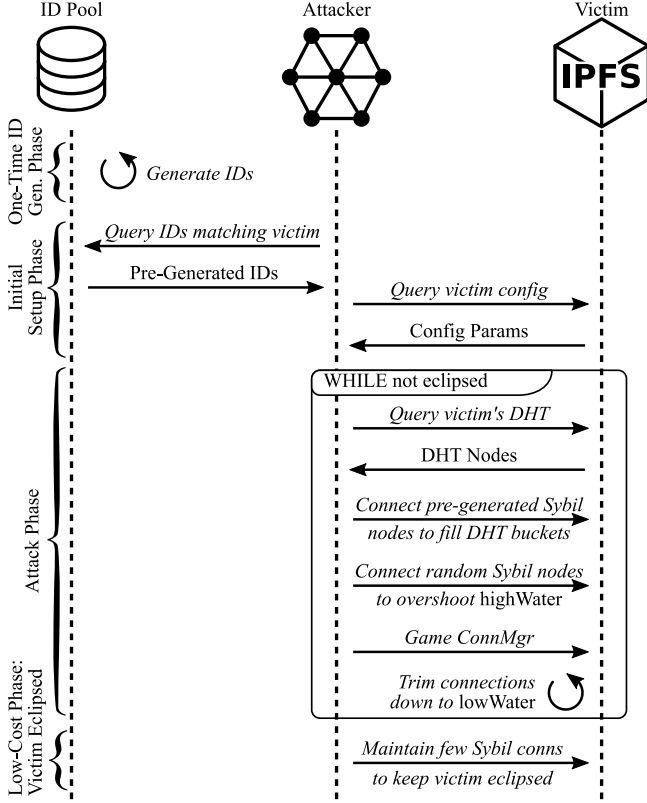 ID Pool
Attacker
Victim
IPFS
One-Time ID
Gen. Phase
Generate IDs
Initial
Setup Phase
Query IDs matching victim
Pre-Generated IDs
Query victim config
Config Params
Attack Phase
WHILE not eclipsed
Query victim's DHT
DHT Nodes
Connect pre-generated Sybil
nodes to fill DHT buckets
Connect random Sybil nodes
to overshoot highWater
Game ConnMgr
Trim connections
down to lowWater
Low-Cost Phase:
Victim Eclipsed
Maintain few Sybil conns
to keep victim eclipsed